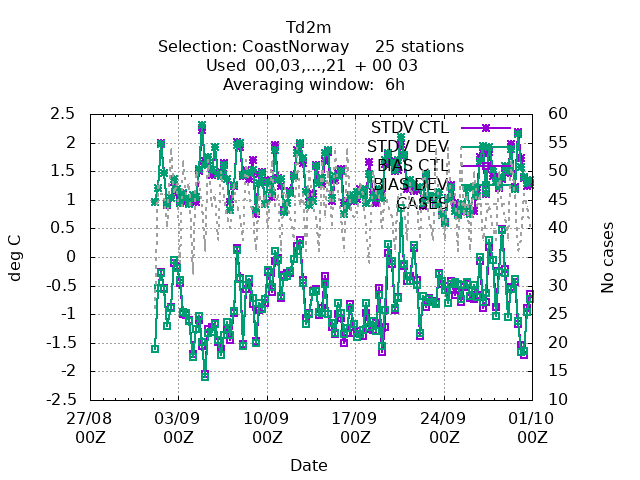 Td2m
Selection: CoastNorway     25 stations
Used  00,03,...,21  + 00 03
Averaging window:  6h
2.5
2
1.5
1
0.5
0
-0.5
-1
-1.5
-2
-2.5
deg C
60
55
50
45
40
35
30
25
20
15
10
No cases
STDV CTL
STDV DEV
BIAS CTL
BIAS DEV
CASES
27/08 03/09 10/09 17/09 24/09 01/10
00Z 00Z 00Z 00Z 00Z 00Z
Date